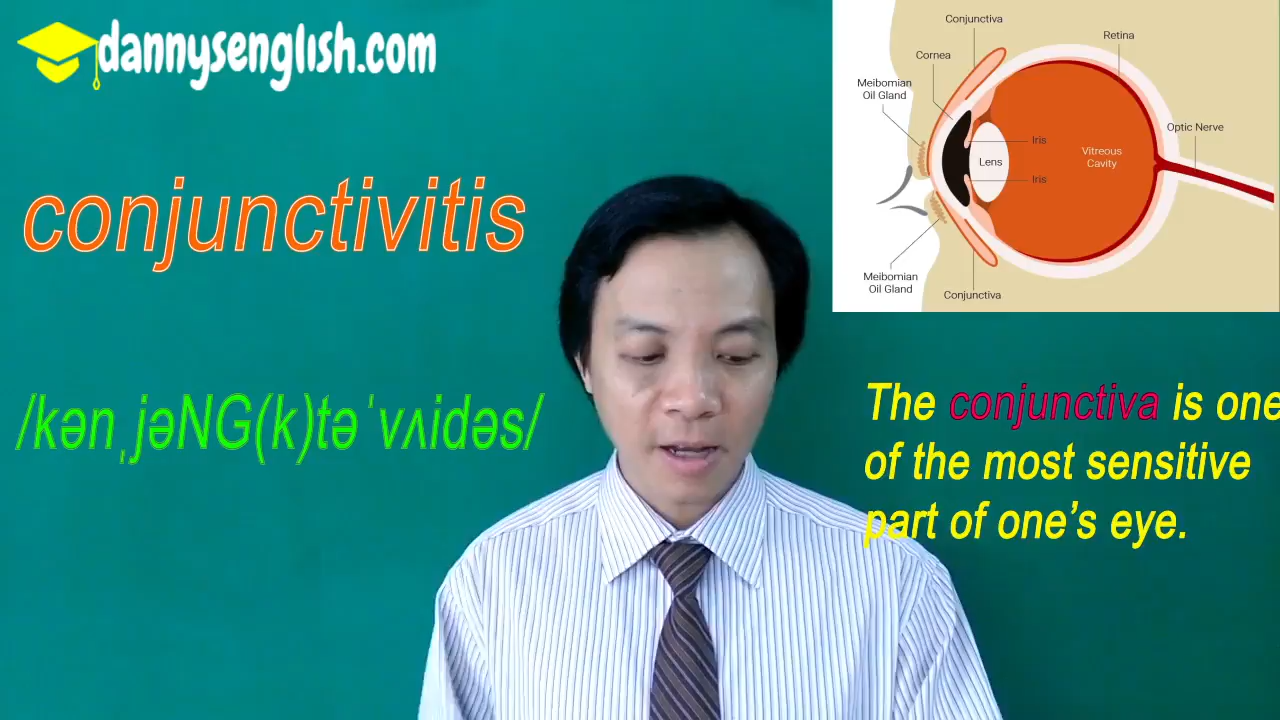 dannysenglish.com
conjunctivitis
/kənˌjəNG(k)təˈvʌidəs/
Conjunctiva
Retina
Cornea
Meibomian
Oil Gland
Optic Nerve
Iris
Lens
Vitreous
Cavity
Iris
Meibomian
Oil Gland
Conjunctiva
The conjunctiva is one
of the most sensitive
part of one’s eye.